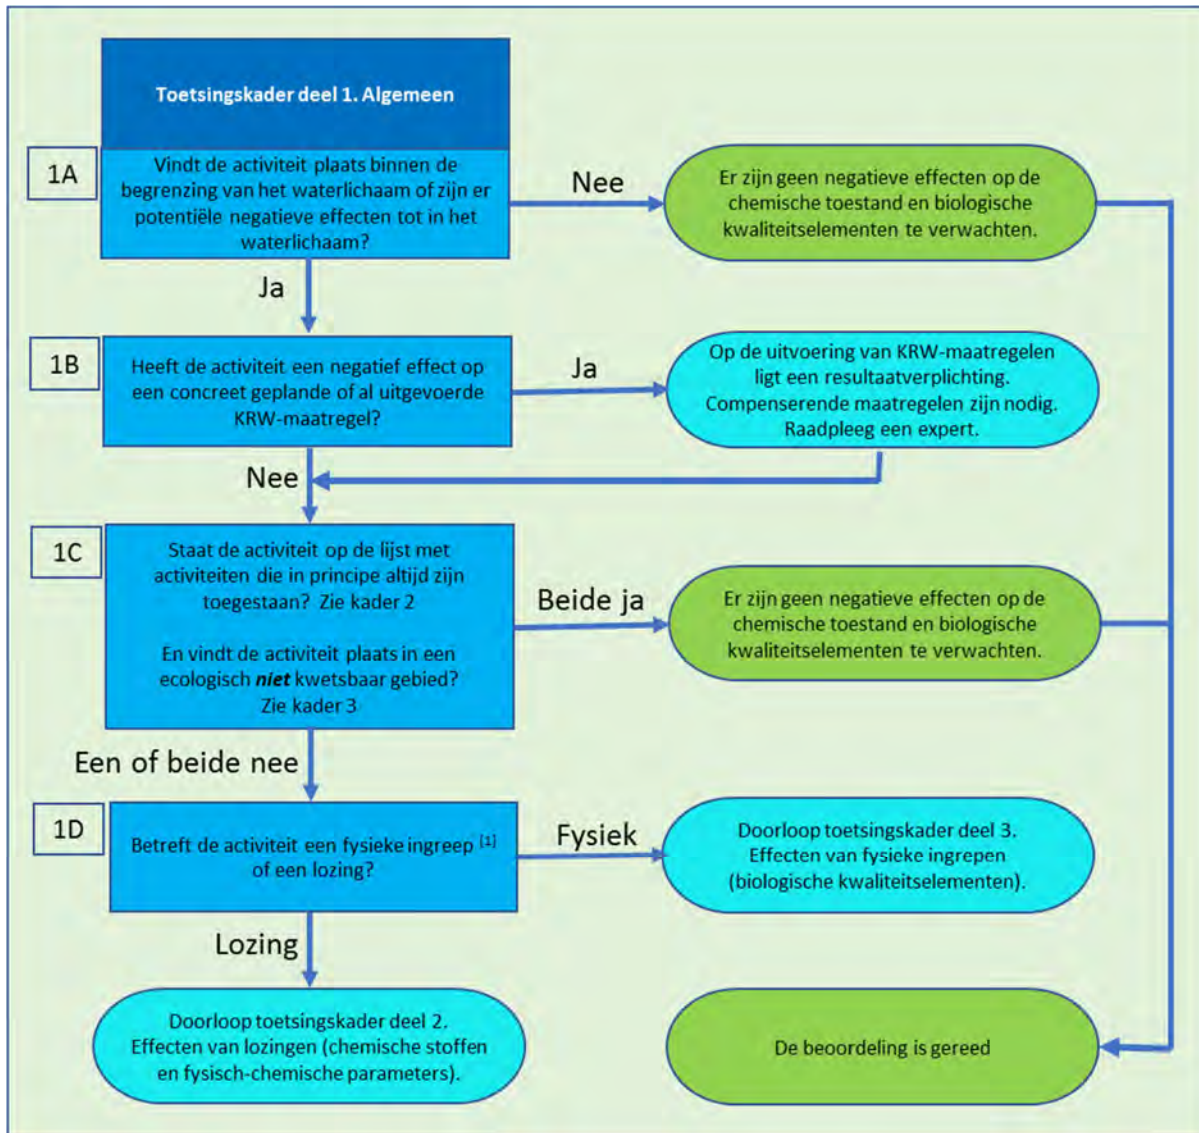 Toetsingskader deel 1. Algemeen
1A
Vindt de activiteit plaats binnen de
begrenzing van het waterlichaam of zijn er
potentiële negatieve effecten tot in het
waterlichaam?
Nee
Er zijn geen negatieve effecten op de
chemische toestand en biologische
kwaliteitselementen te verwachten.
Ja
1B
Heeft de activiteit een negatief effect op
een concreet geplande of al uitgevoerde
KRW-maatregel?
Ja
Op de uitvoering van KRW-maatregelen
ligt een resultaatverplichting.
Compenserende maatregelen zijn nodig.
Raadpleeg een expert.
Nee
1C
Staat de activiteit op de lijst met
activiteiten die in principe altijd zijn
toegestaan? Zie kader 2
En vindt de activiteit plaats in een
ecologisch niet kwetsbaar gebied?
Zie kader 3
Beide ja
Er zijn geen negatieve effecten op de
chemische toestand en biologische
kwaliteitselementen te verwachten.
Een of beide nee
1D
Betreft de activiteit een fysieke ingreep [1]
of een lozing?
Fysiek
Doorloop toetsingskader deel 3.
Effecten van fysieke ingrepen
(biologische kwaliteitselementen).
Lozing
Doorloop toetsingskader deel 2.
Effecten van lozingen (chemische stoffen
en fysisch-chemische parameters).
De beoordeling is gereed